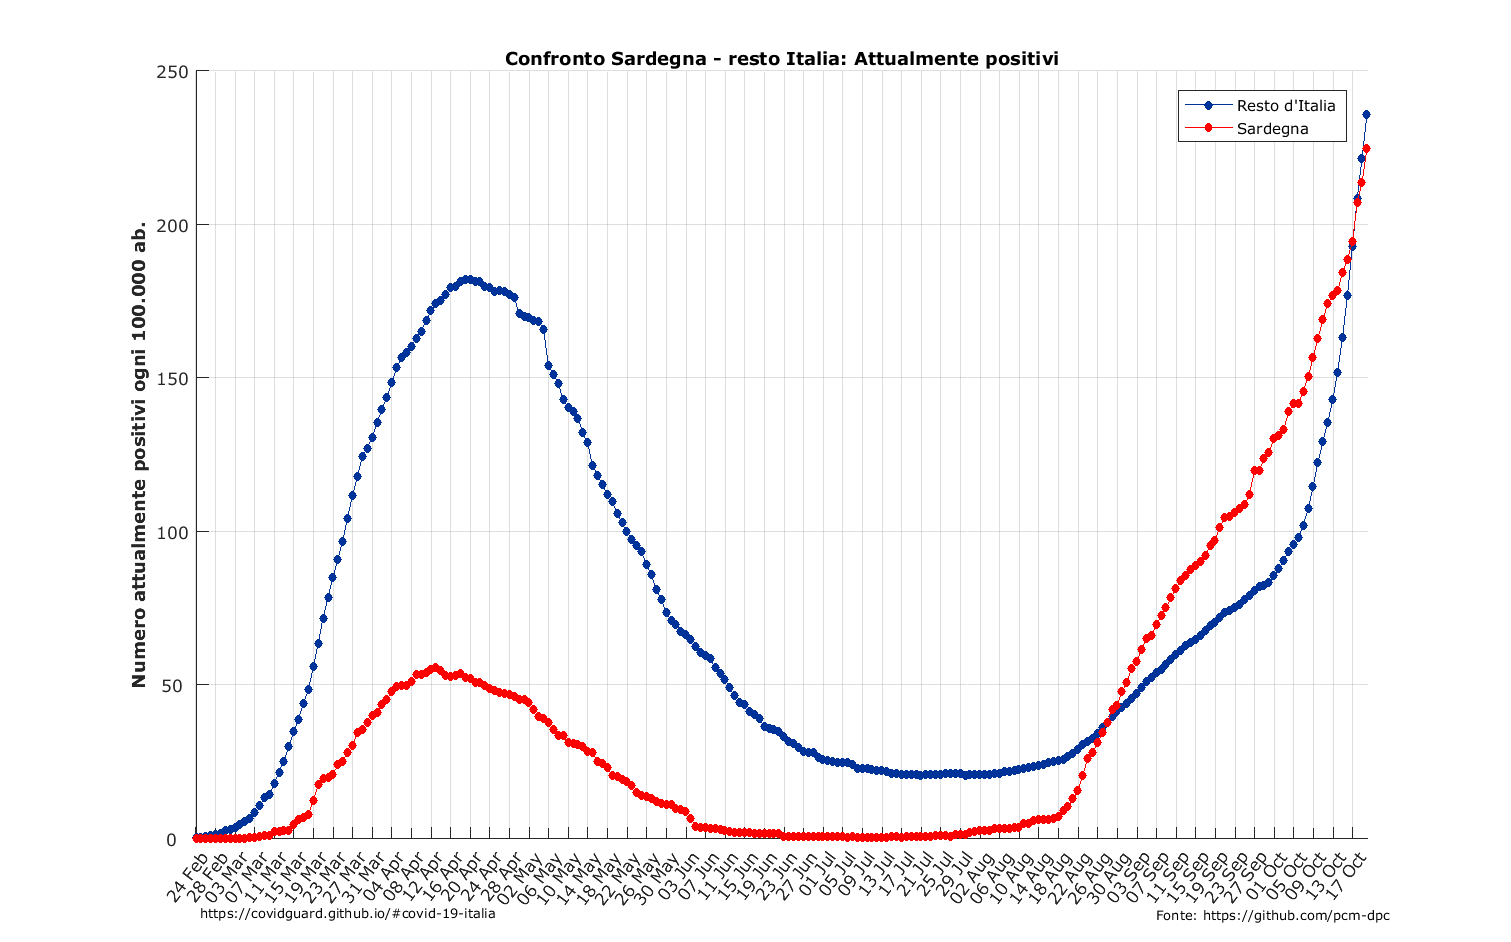 Confronto Sardegna - resto Italia: Attualmente positivi
Resto d'Italia
Sardegna
Numero attualmente positivi ogni 100.000 ab.
250
200
150
100
50
0
24 Feb
28 Feb
03 Mar
07 Mar
11 Mar
15 Mar
19 Mar
23 Mar
27 Mar
31 Mar
04 Apr
08 Apr
12 Apr
16 Apr
20 Apr
24 Apr
28 Apr
02 May
06 May
10 May
14 May
18 May
22 May
26 May
30 May
03 Jun
07 Jun
11 Jun
15 Jun
19 Jun
23 Jun
27 Jun
01 Jul
05 Jul
09 Jul
13 Jul
17 Jul
21 Jul
25 Jul
29 Jul
02 Aug
06 Aug
10 Aug
14 Aug
18 Aug
22 Aug
26 Aug
30 Aug
03 Sep
07 Sep
11 Sep
15 Sep
19 Sep
23 Sep
27 Sep
01 Oct
05 Oct
09 Oct
13 Oct
17 Oct
https://covidguard.github.io/#covid-19-italia
Fonte: https://github.com/pcm-dpc